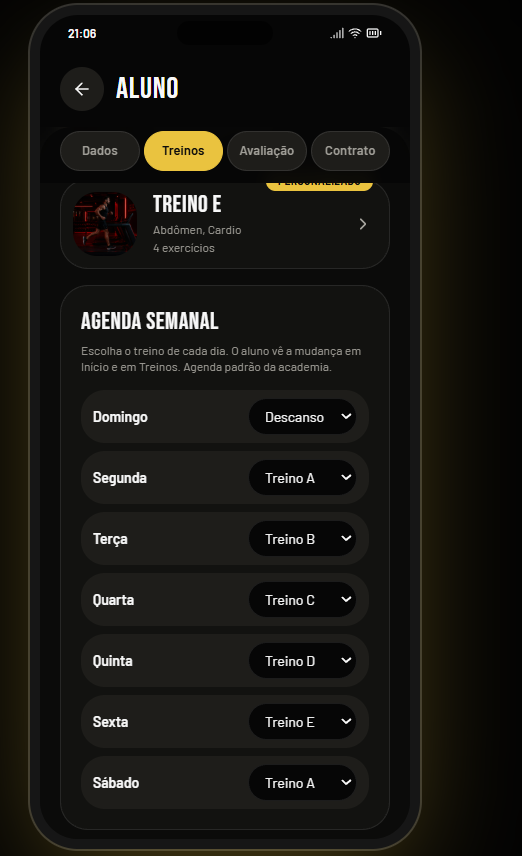 21:06
ALUNO
Dados
Treinos
Avaliação
Contrato
PERSONALIZADO
TREINO E
Abdômen, Cardio
4 exercícios
AGENDA SEMANAL
Escolha o treino de cada dia. O aluno vê a mudança em
Início e em Treinos. Agenda padrão da academia.
Domingo
Descanso
Segunda
Treino A
Terça
Treino B
Quarta
Treino C
Quinta
Treino D
Sexta
Treino E
Sábado
Treino A